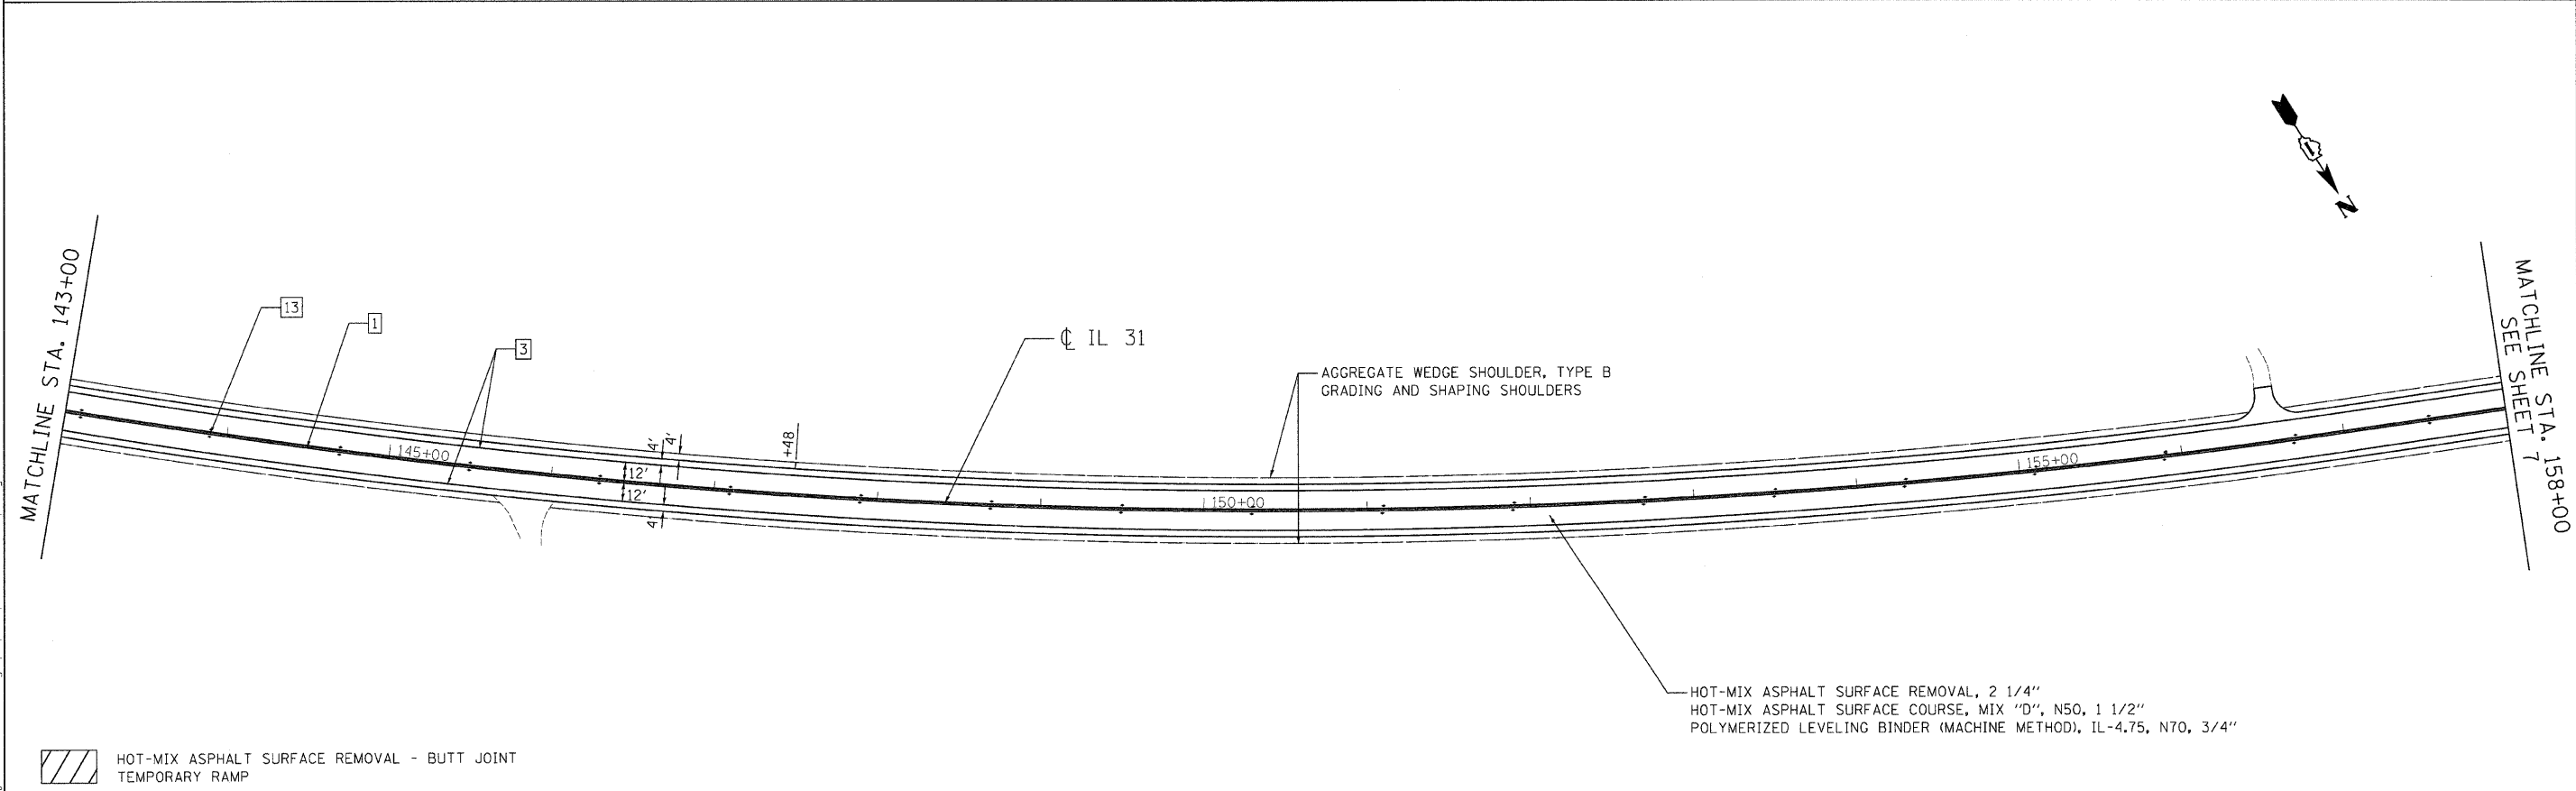 N
MATCHLINE STA. 143+00
13
1
3
℄ IL 31
AGGREGATE WEDGE SHOULDER, TYPE B
GRADING AND SHAPING SHOULDERS
MATCHLINE STA. 158+00
SEE SHEET 7
145+00
4'
4'
+48
12'
12'
4'
150+00
155+00
HOT-MIX ASPHALT SURFACE REMOVAL, 2 1/4"
HOT-MIX ASPHALT SURFACE COURSE, MIX "D", N50, 1 1/2"
POLYMERIZED LEVELING BINDER (MACHINE METHOD), IL-4.75, N70, 3/4"
HOT-MIX ASPHALT SURFACE REMOVAL - BUTT JOINT
TEMPORARY RAMP